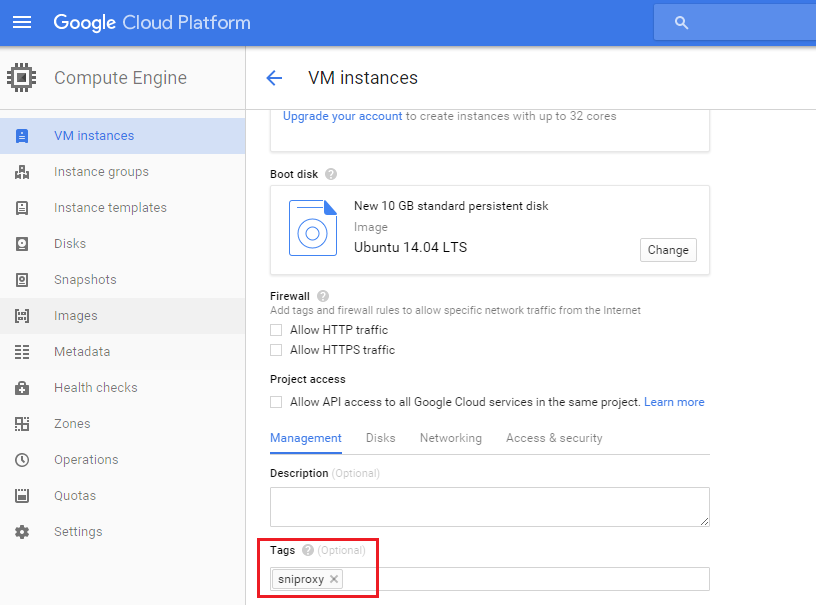 Google Cloud Platform
Compute Engine
VM instances
Instance groups
Instance templates
Disks
Snapshots
Images
Metadata
Health checks
Zones
Operations
Quotas
Settings
VM instances
Upgrade your account to create instances with up to 32 cores
Boot disk ?
New 10 GB standard persistent disk
Image
Ubuntu 14.04 LTS
Change
Firewall ?
Add tags and firewall rules to allow specific network traffic from the Internet
Allow HTTP traffic
Allow HTTPS traffic
Project access
Allow API access to all Google Cloud services in the same project. Learn more
Management Disks Networking Access & security
Description (Optional)
Tags ? (Optional)
sniproxy ✕